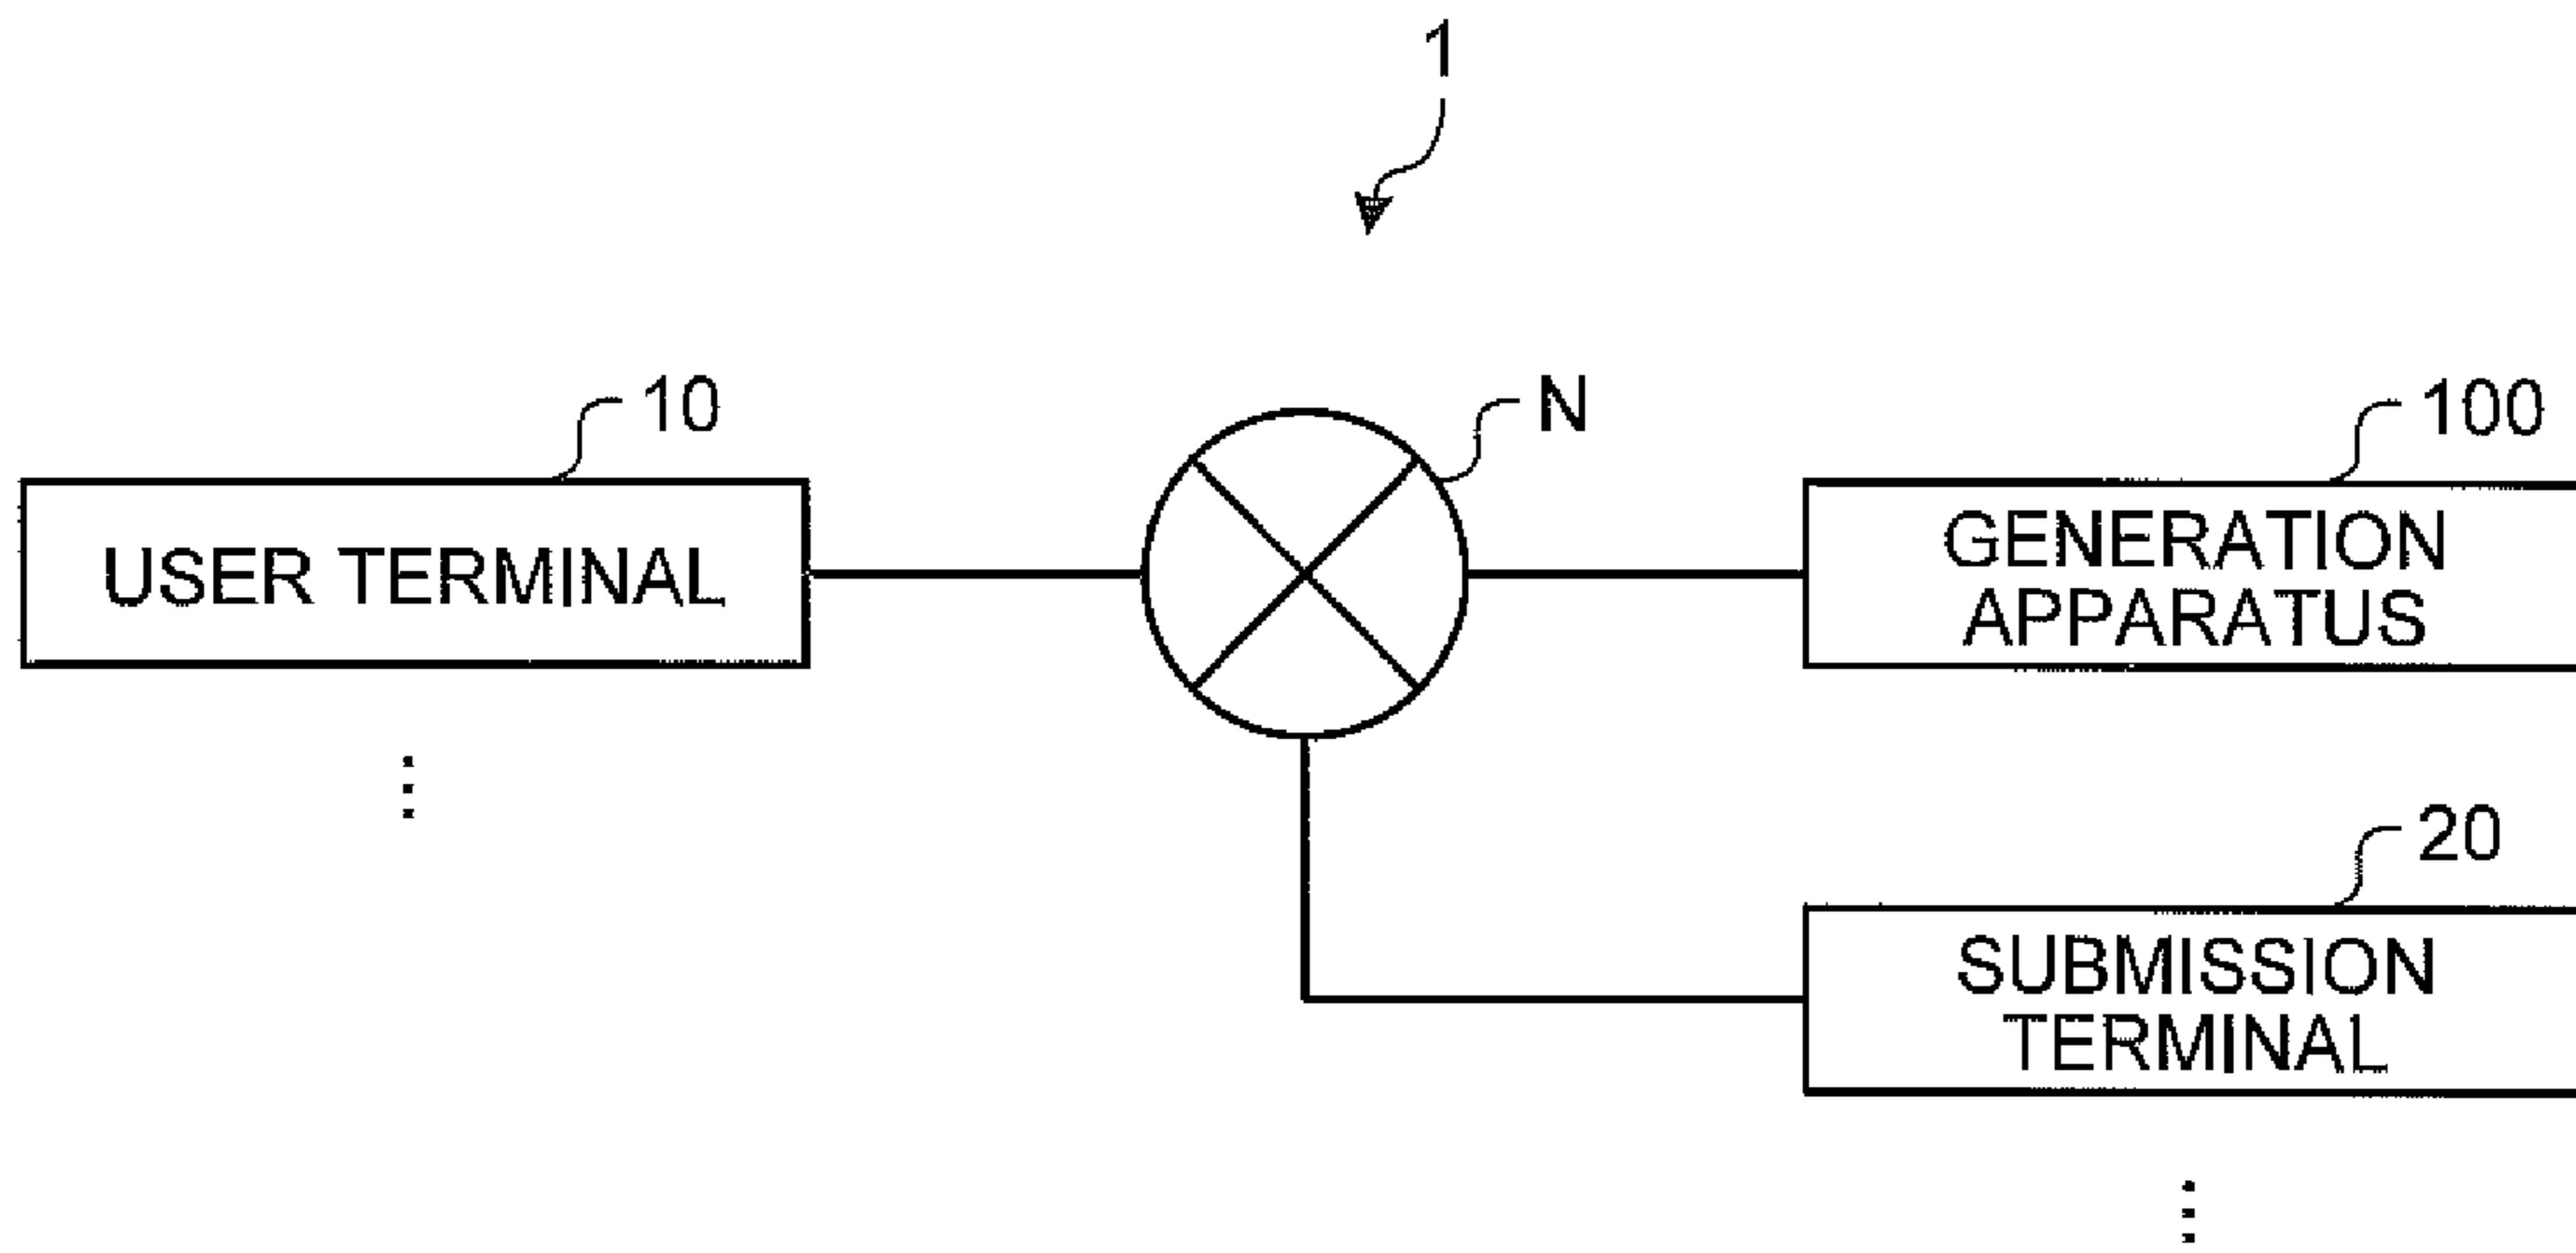 1
10
N
100
USER TERMINAL
GENERATION
APPARATUS
20
SUBMISSION
TERMINAL